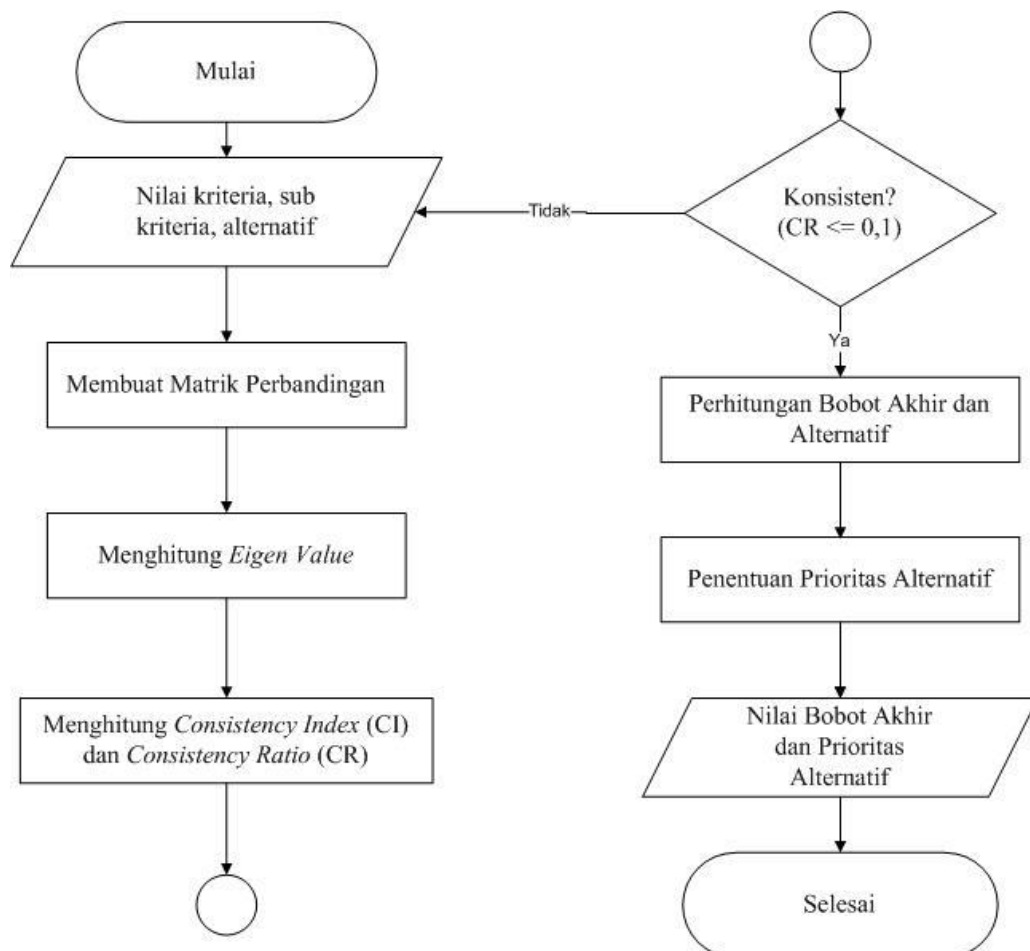 Mulai
Nilai kriteria, sub
kriteria, alternatif
Membuat Matrik Perbandingan
Menghitung Eigen Value
Menghitung Consistency Index (CI)
dan Consistency Ratio (CR)
Konsisten?
(CR <= 0,1)
Tidak
Ya
Perhitungan Bobot Akhir dan
Alternatif
Penentuan Prioritas Alternatif
Nilai Bobot Akhir
dan Prioritas
Alternatif
Selesai